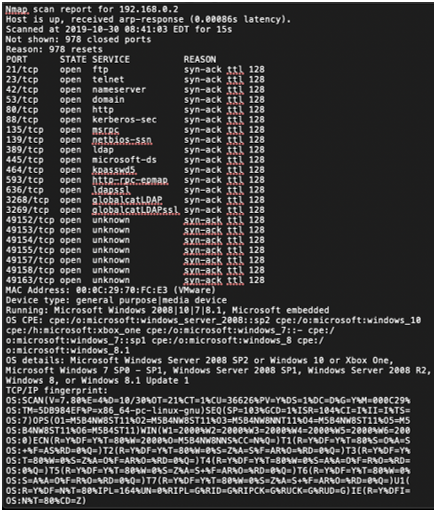 Nmap scan report for 192.168.0.2
Host is up, received arp-response (0.00086s latency).
Scanned at 2019-10-30 08:41:03 EDT for 15s
Not shown: 978 closed ports
Reason: 978 resets
PORT STATE SERVICE REASON
21/tcp open ftp syn-ack ttl 128
23/tcp open telnet syn-ack ttl 128
42/tcp open nameserver syn-ack ttl 128
53/tcp open domain syn-ack ttl 128
80/tcp open http syn-ack ttl 128
88/tcp open kerberos-sec syn-ack ttl 128
135/tcp open msrpc syn-ack ttl 128
139/tcp open netbios-ssn syn-ack ttl 128
389/tcp open ldap syn-ack ttl 128
445/tcp open microsoft-ds syn-ack ttl 128
464/tcp open kpasswd5 syn-ack ttl 128
593/tcp open http-rpc-epmap syn-ack ttl 128
636/tcp open ldapssl syn-ack ttl 128
3268/tcp open globalcatLDAP syn-ack ttl 128
3269/tcp open globalcatLDAPssl syn-ack ttl 128
49152/tcp open unknown syn-ack ttl 128
49153/tcp open unknown syn-ack ttl 128
49154/tcp open unknown syn-ack ttl 128
49155/tcp open unknown syn-ack ttl 128
49157/tcp open unknown syn-ack ttl 128
49158/tcp open unknown syn-ack ttl 128
49163/tcp open unknown syn-ack ttl 128
MAC Address: 00:0C:29:70:FC:E3 (VMware)
Device type: general purpose|media device
Running: Microsoft Windows 2008|10|7|8.1, Microsoft embedded
OS CPE: cpe:/o:microsoft:windows_server_2008::sp2 cpe:/o:microsoft:windows_10
cpe:/h:microsoft:xbox_one cpe:/o:microsoft:windows_7::- cpe:/
o:microsoft:windows_7::sp1 cpe:/o:microsoft:windows_8 cpe:/
o:microsoft:windows_8.1
OS details: Microsoft Windows Server 2008 SP2 or Windows 10 or Xbox One,
Microsoft Windows 7 SP0 - SP1, Windows Server 2008 SP1, Windows Server 2008 R2,
Windows 8, or Windows 8.1 Update 1
TCP/IP fingerprint:
OS:SCAN(V=7.80%E=4%D=10/30%OT=21%CT=1%CU=36626%PV=Y%DS=1%DC=D%G=Y%M=000C29%
OS:TM=5DB984EF%P=x86_64-pc-linux-gnu)SEQ(SP=103%GCD=1%ISR=104%CI=I%II=I%TS=
OS:7)OPS(O1=M5B4NW8ST11%O2=M5B4NW8ST11%O3=M5B4NW8NNT11%O4=M5B4NW8ST11%O5=M5
OS:B4NW8ST11%O6=M5B4ST11)WIN(W1=2000%W2=2000%W3=2000%W4=2000%W5=2000%W6=200
OS:0)ECN(R=Y%DF=Y%T=80%W=2000%O=M5B4NW8NNS%CC=N%Q=)T1(R=Y%DF=Y%T=80%S=O%A=S
OS:+%F=AS%RD=0%Q=)T2(R=Y%DF=Y%T=80%W=0%S=Z%A=S%F=AR%O=%RD=0%Q=)T3(R=Y%DF=Y%
OS:T=80%W=0%S=Z%A=O%F=AR%O=%RD=0%Q=)T4(R=Y%DF=Y%T=80%W=0%S=A%A=O%F=R%O=%RD=
OS:0%Q=)T5(R=Y%DF=Y%T=80%W=0%S=Z%A=S+%F=AR%O=%RD=0%Q=)T6(R=Y%DF=Y%T=80%W=0%
OS:S=A%A=O%F=R%O=%RD=0%Q=)T7(R=Y%DF=Y%T=80%W=0%S=Z%A=S+%F=AR%O=%RD=0%Q=)U1(
OS:R=Y%DF=N%T=80%IPL=164%UN=0%RIPL=G%RID=G%RIPCK=G%RUCK=G%RUD=G)IE(R=Y%DFI=
OS:N%T=80%CD=Z)